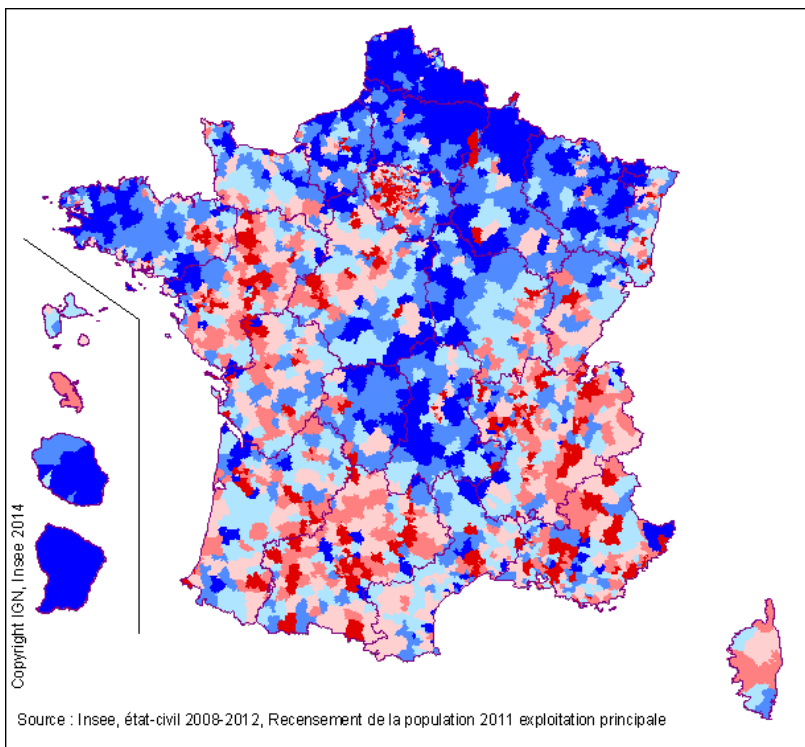 Copyright IGN, Insee 2014
Source : Insee, état-civil 2008-2012, Recensement de la population 2011 exploitation principale